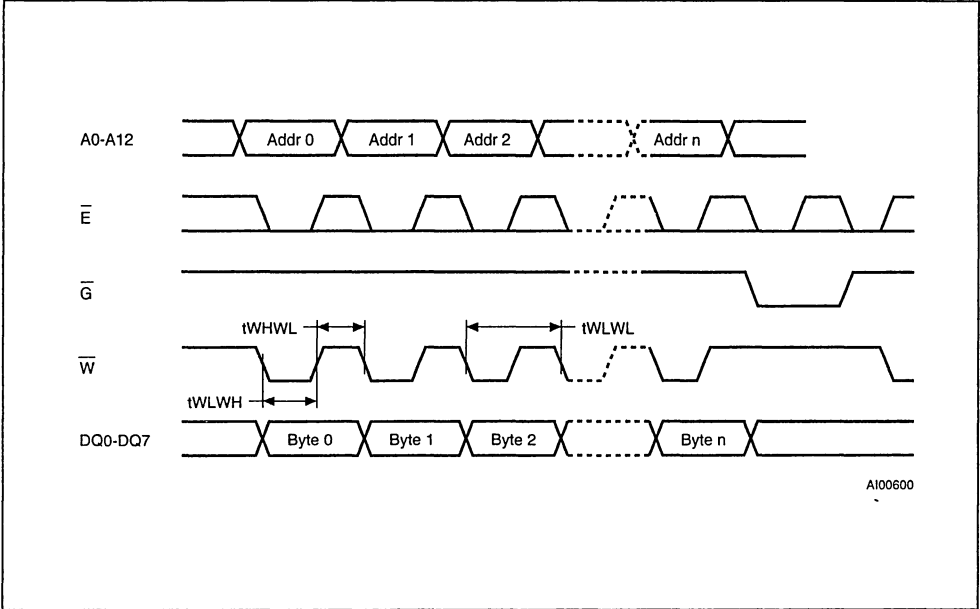 A0-A12
Addr 0
Addr 1
Addr 2
Addr n
E̅
G̅
tWHWL
tWLWL
W̅
tWLWH
DQ0-DQ7
Byte 0
Byte 1
Byte 2
Byte n
AI00600